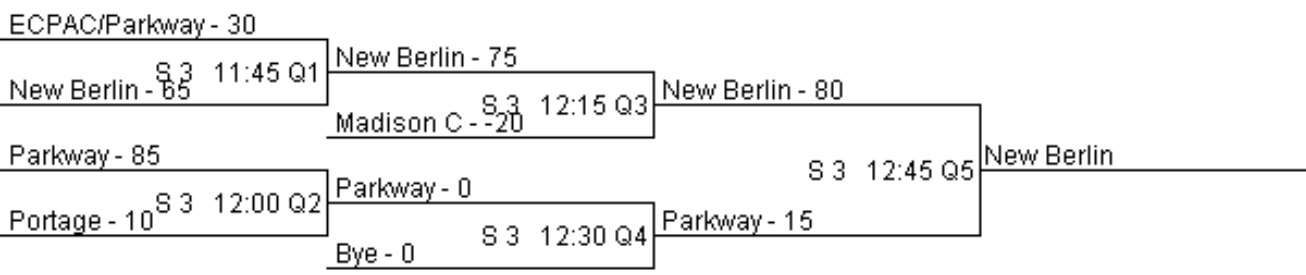 ECPAC/Parkway - 30
S 3 11:45 Q1
New Berlin - 65
Parkway - 85
S 3 12:00 Q2
Portage - 10
New Berlin - 75
S 3 12:15 Q3
Madison C - -20
Parkway - 0
S 3 12:30 Q4
Bye - 0
New Berlin - 80
S 3 12:45 Q5
Parkway - 15
New Berlin